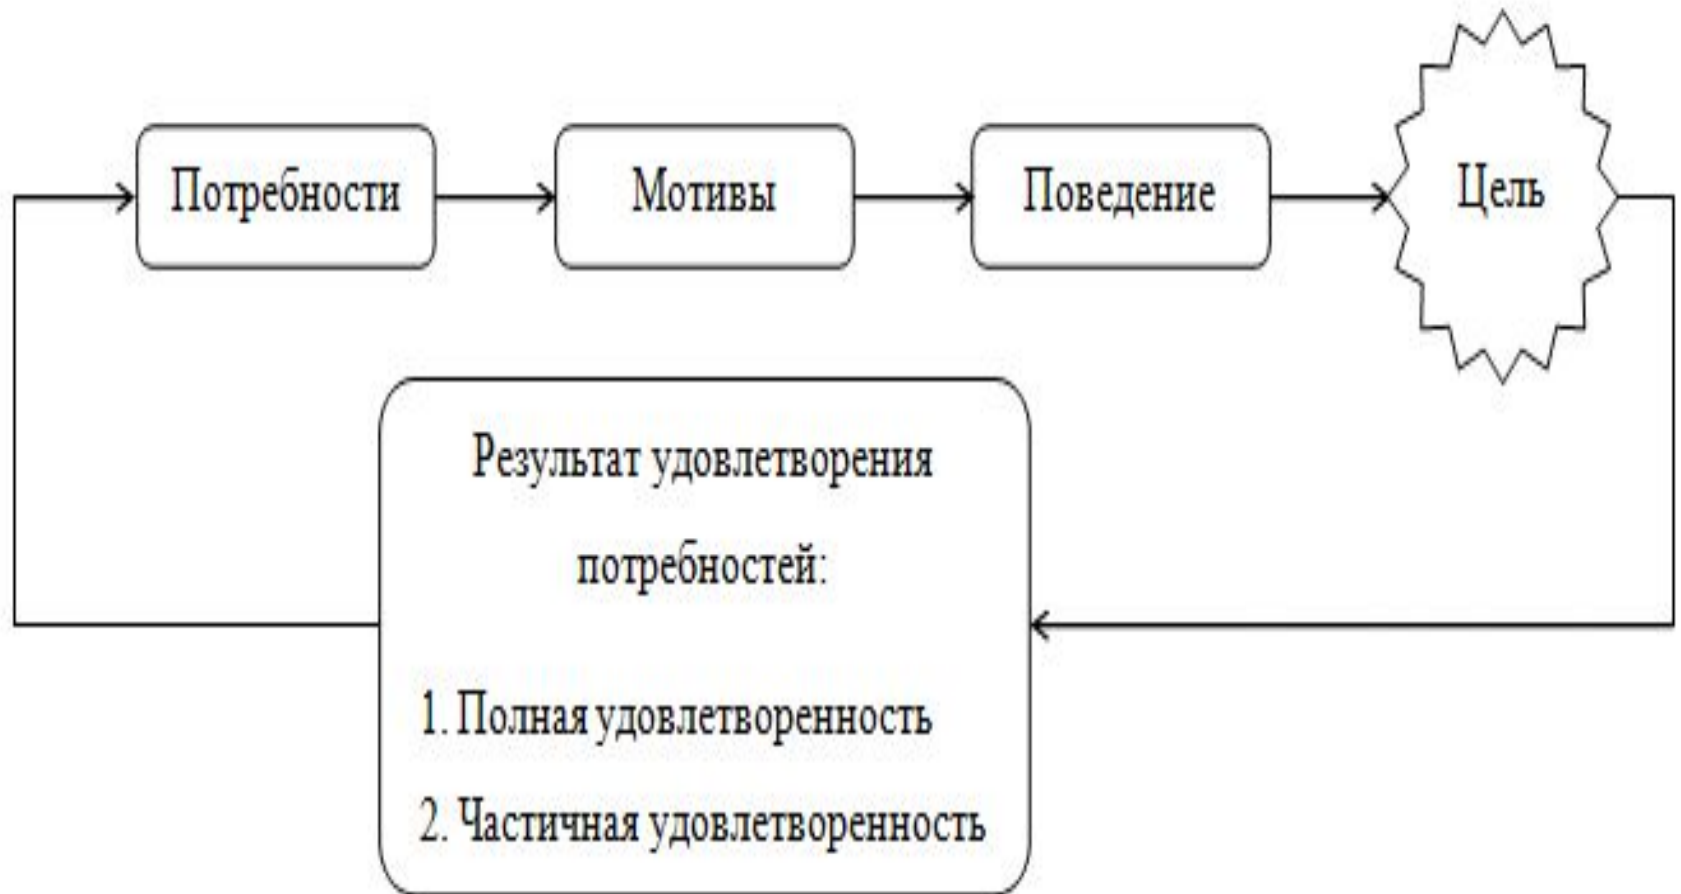 Потребности
Мотивы
Поведение
Цель
Результат удовлетворения
потребностей:
1. Полная удовлетворенность
2. Частичная удовлетворенность